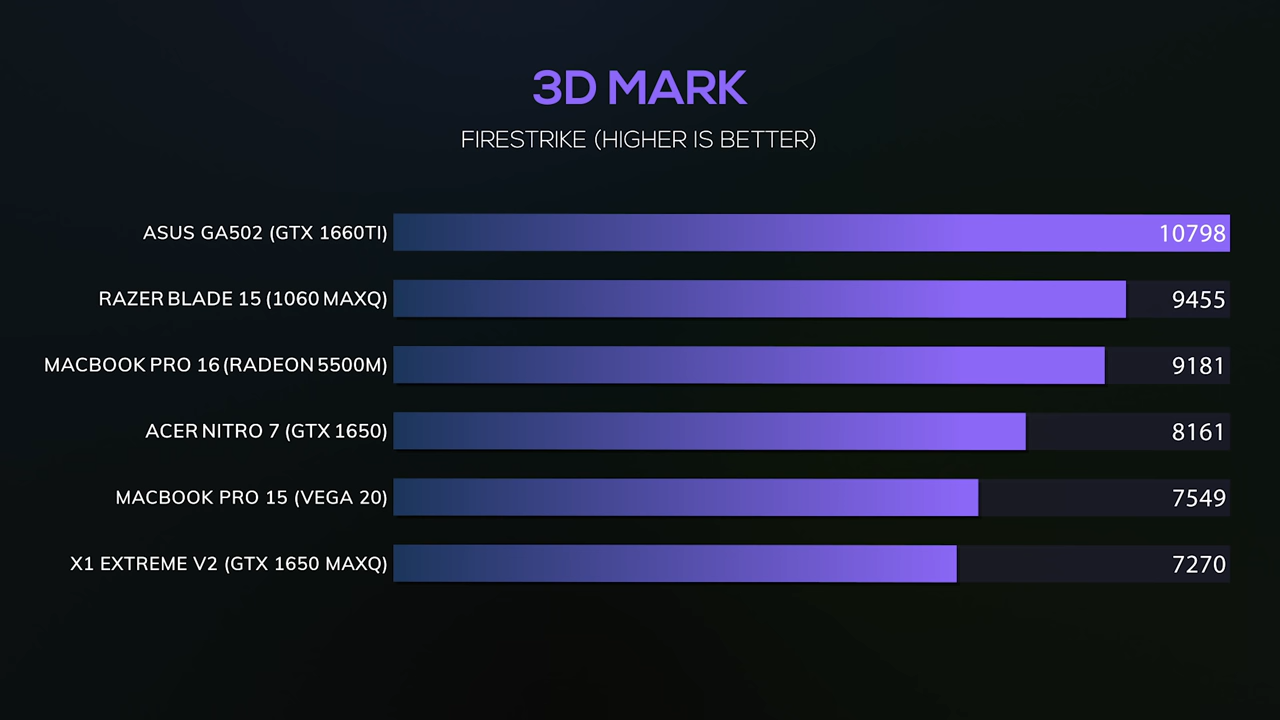 3D MARK
FIRESTRIKE (HIGHER IS BETTER)
ASUS GA502 (GTX 1660TI) 10798
RAZER BLADE 15 (1060 MAXQ) 9455
MACBOOK PRO 16 (RADEON 5500M) 9181
ACER NITRO 7 (GTX 1650) 8161
MACBOOK PRO 15 (VEGA 20) 7549
X1 EXTREME V2 (GTX 1650 MAXQ) 7270